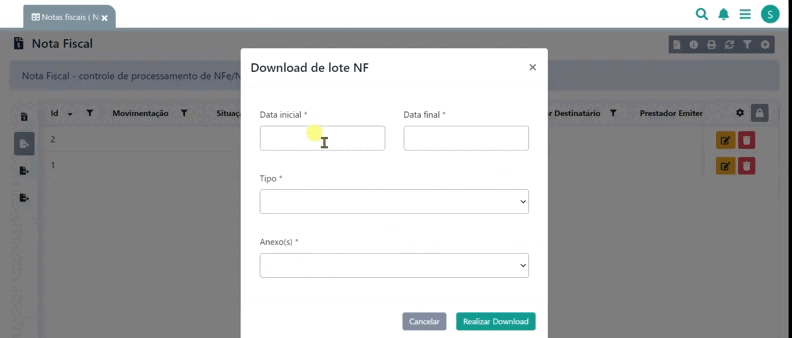 Notas fiscais ( N
S
Nota Fiscal
Download de lote NF
×
Nota Fiscal - controle de processamento de NFe/N
Id Movimentação Situaç r Destinatário Prestador Emiter
Data inicial * Data final *
2
1
Tipo *
Anexo(s) *
Cancelar Realizar Download